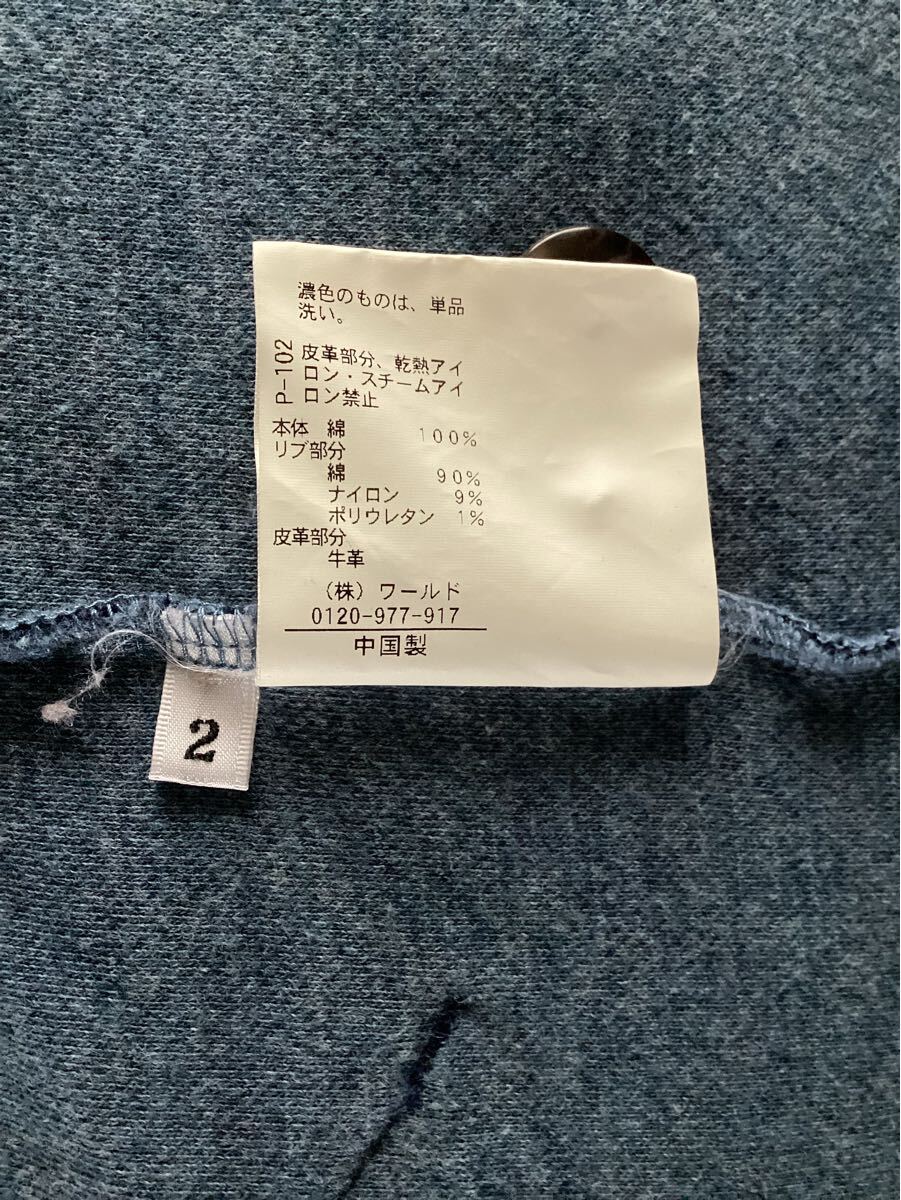 濃色のものは、単品
洗い。
P-102
皮革部分、乾熱アイ
ロン・スチームアイ
ロン禁止
本体 綿 100%
リブ部分
綿 90%
ナイロン 9%
ポリウレタン 1%
皮革部分
牛革
(株) ワールド
0120-977-917
中国製
2